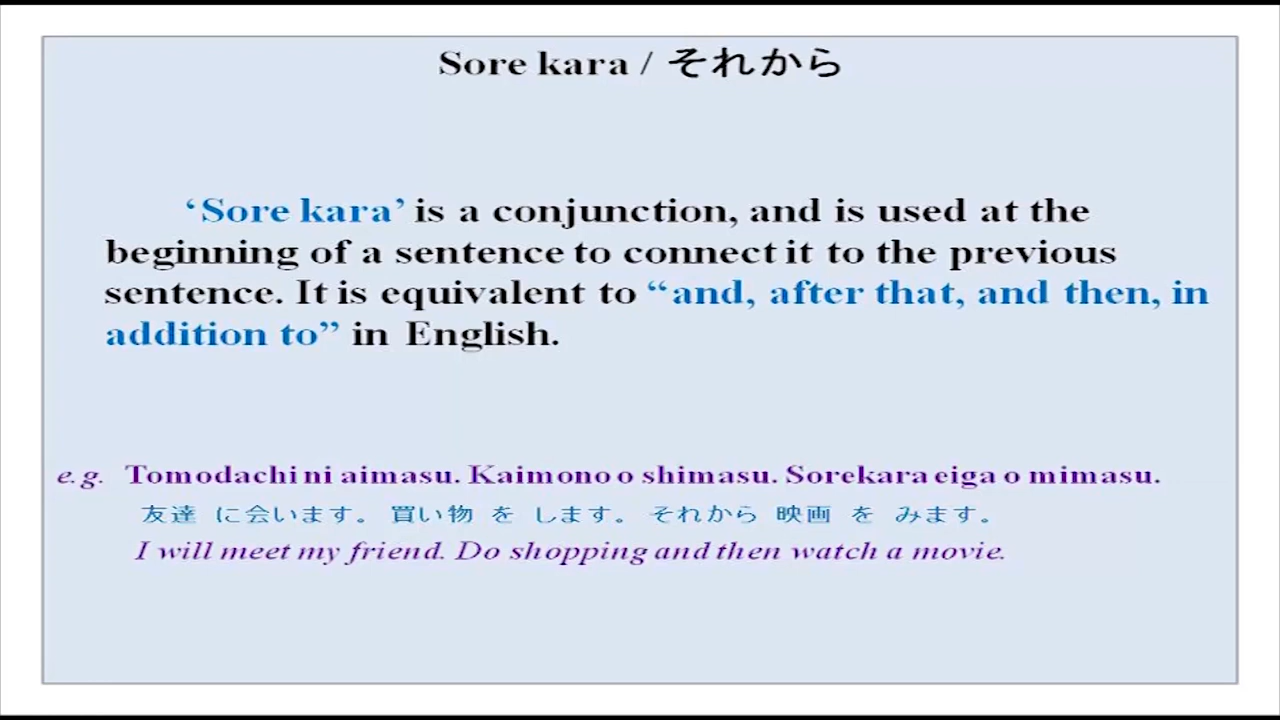 Sore kara / それから
‘Sore kara’ is a conjunction, and is used at the
beginning of a sentence to connect it to the previous
sentence. It is equivalent to “and, after that, and then, in
addition to” in English.
e.g. Tomodachi ni aimasu. Kaimono o shimasu. Sorekara eiga o mimasu.
友達 に会います。 買い物 を します。 それから 映画 を みます。
I will meet my friend. Do shopping and then watch a movie.